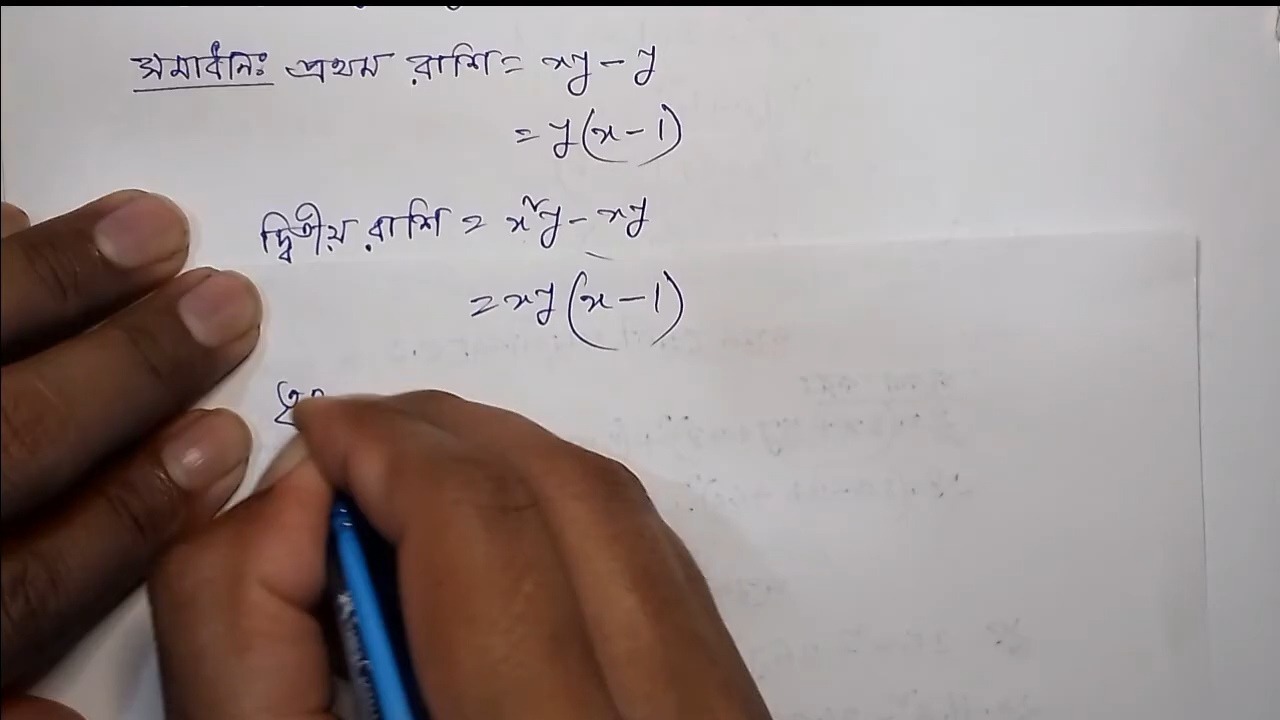 সমাধানঃ প্রথম রাশি = xy - y
= y(x - 1)
দ্বিতীয় রাশি = x²y - xy
= xy(x - 1)